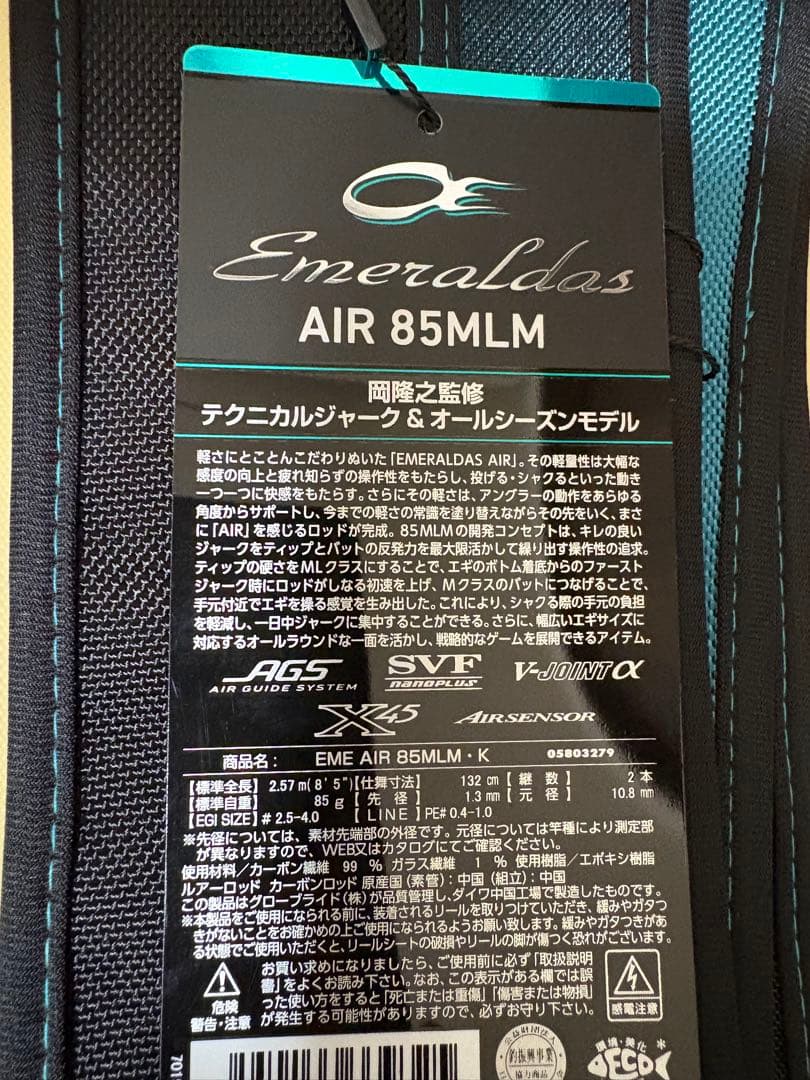 Emeraldas
AIR 85MLM
岡隆之監修
テクニカルジャーク & オールシーズンモデル
軽さにとことんこだわりぬいた「EMERALDAS AIR」。その軽量性は大幅な
感度の向上と疲れ知らずの操作性をもたらし、投げる・シャクるといった動き
一つ一つに快感をもたらす。さらにその軽さは、アングラーの動作をあらゆる
角度からサポートし、今までの軽さの常識を塗り替えながらその先をいく、まさ
に「AIR」を感じるロッドが完成。85MLMの開発コンセプトは、キレの良い
ジャークをティップとバットの反発力を最大限活かして繰り出す操作性の追求。
ティップの硬さをMLクラスにすることで、エギのボトム着底からのファースト
ジャーク時にロッドがしなる初速を上げ、Mクラスのバットにつなげることで、
手元付近でエギを操る感覚を生み出した。これにより、シャクる際の手元の負担
を軽減し、一日中ジャークに集中することができる。さらに、幅広いエギサイズに
対応するオールラウンドな一面を活かし、戦略的なゲームを展開できるアイテム。
AGS SVF V-JOINT α
AIR GUIDE SYSTEM nanoplus
X45 AIRSENSOR
商品名: EME AIR 85MLM・K 05803279
【標準全長】 2.57m(8'5")【仕舞寸法】 132cm【継数】 2本
【標準自重】 85g【先径】 1.3mm【元径】 10.8mm
【EGI SIZE】# 2.5-4.0 【LINE】PE# 0.4-1.0
※先径については、素材先端部の外径です。元径については竿種により測定部
が異なりますので、WEB又はカタログにてご確認ください。
使用材料/カーボン繊維 99 % ガラス繊維 1 % 使用樹脂/エポキシ樹脂
ルアーロッド カーボンロッド 原産国(素管):中国(組立):中国
この製品はグローブライド(株)が品質管理し、ダイワ中国工場で製造したものです。
※本製品をご使用になられる前に、装着されるリールを取りつけていただき、緩みやガタつ
きがないことをお確かめの上ご使用になられるようお願い致します。緩みやガタつきがあ
る状態でご使用いただくと、リールシートの破損やリールの脚が傷つく恐れがございます。
危険
警告・注意
お買い求めになりましたら、ご使用前に必ず「取扱説明
書」をよくお読み下さい。なお、この表示がある欄では誤
った使い方をすると「死亡または重傷」「傷害または物損」
が発生する可能性がありますので、必ずお守り下さい。
感電注意
701
公益財団法人
釣振興事業
協力商品
環境・美化
DECO